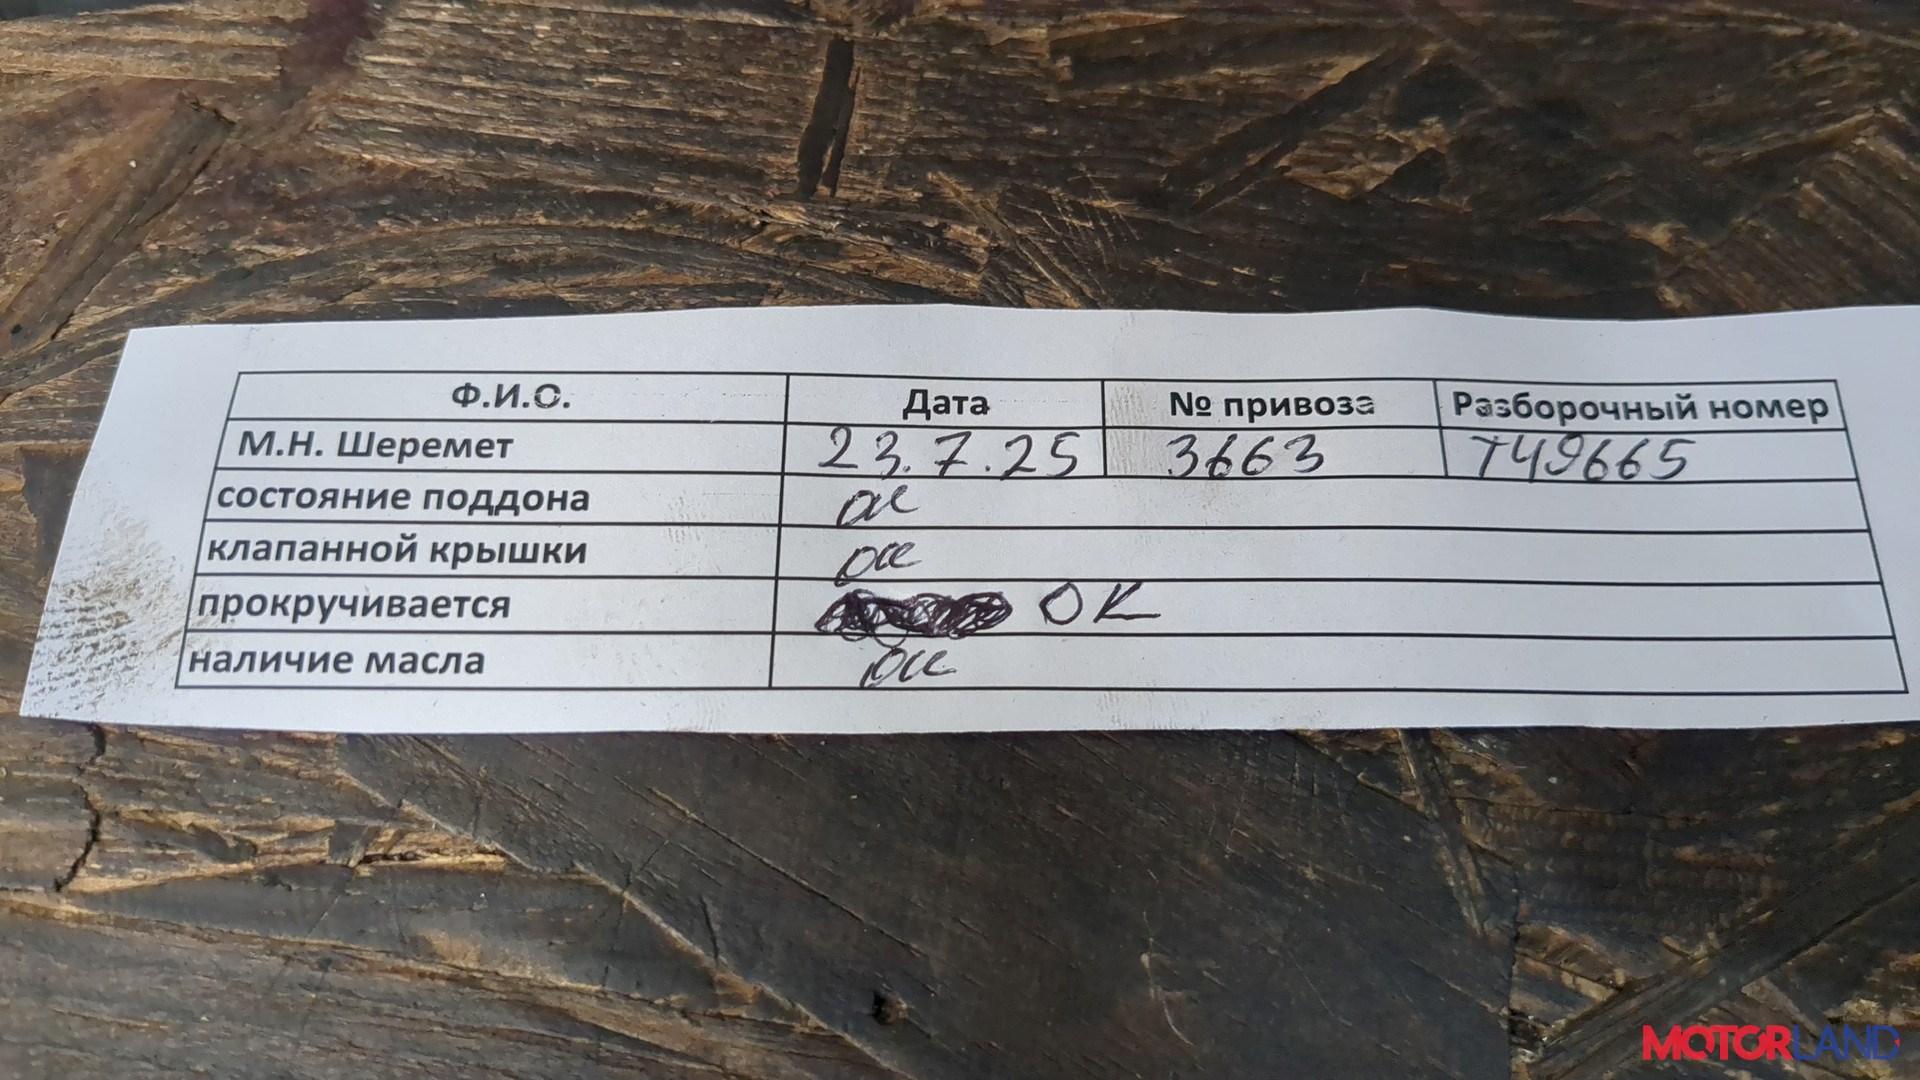 Ф.И.О. Дата № привоза Разборочный номер
М.Н. Шеремет 23.7.25 3663 T49665
состояние поддона ок
клапанной крышки ок
прокручивается ОК
наличие масла ок
MOTORLAND